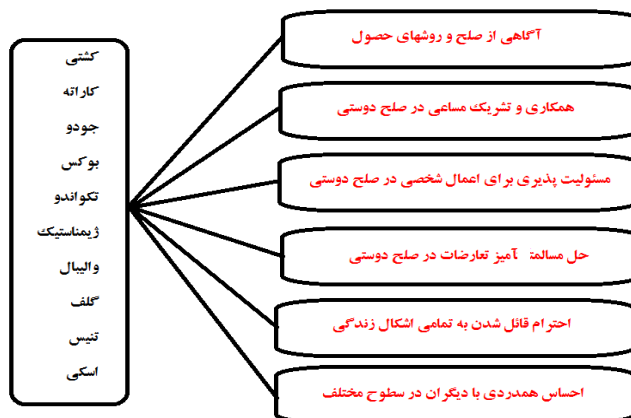 کشتی
کاراته
جودو
بوکس
تکواندو
ژیمناستیک
والیبال
گلف
تنیس
اسکی
آگاهی از صلح و روشهای حصول
همکاری و تشریک مساعی در صلح دوستی
مسئولیت پذیری برای اعمال شخصی در صلح دوستی
حل مسالمت آمیز تعارضات در صلح دوستی
احترام قائل شدن به تمامی اشکال زندگی
احساس همدردی با دیگران در سطوح مختلف